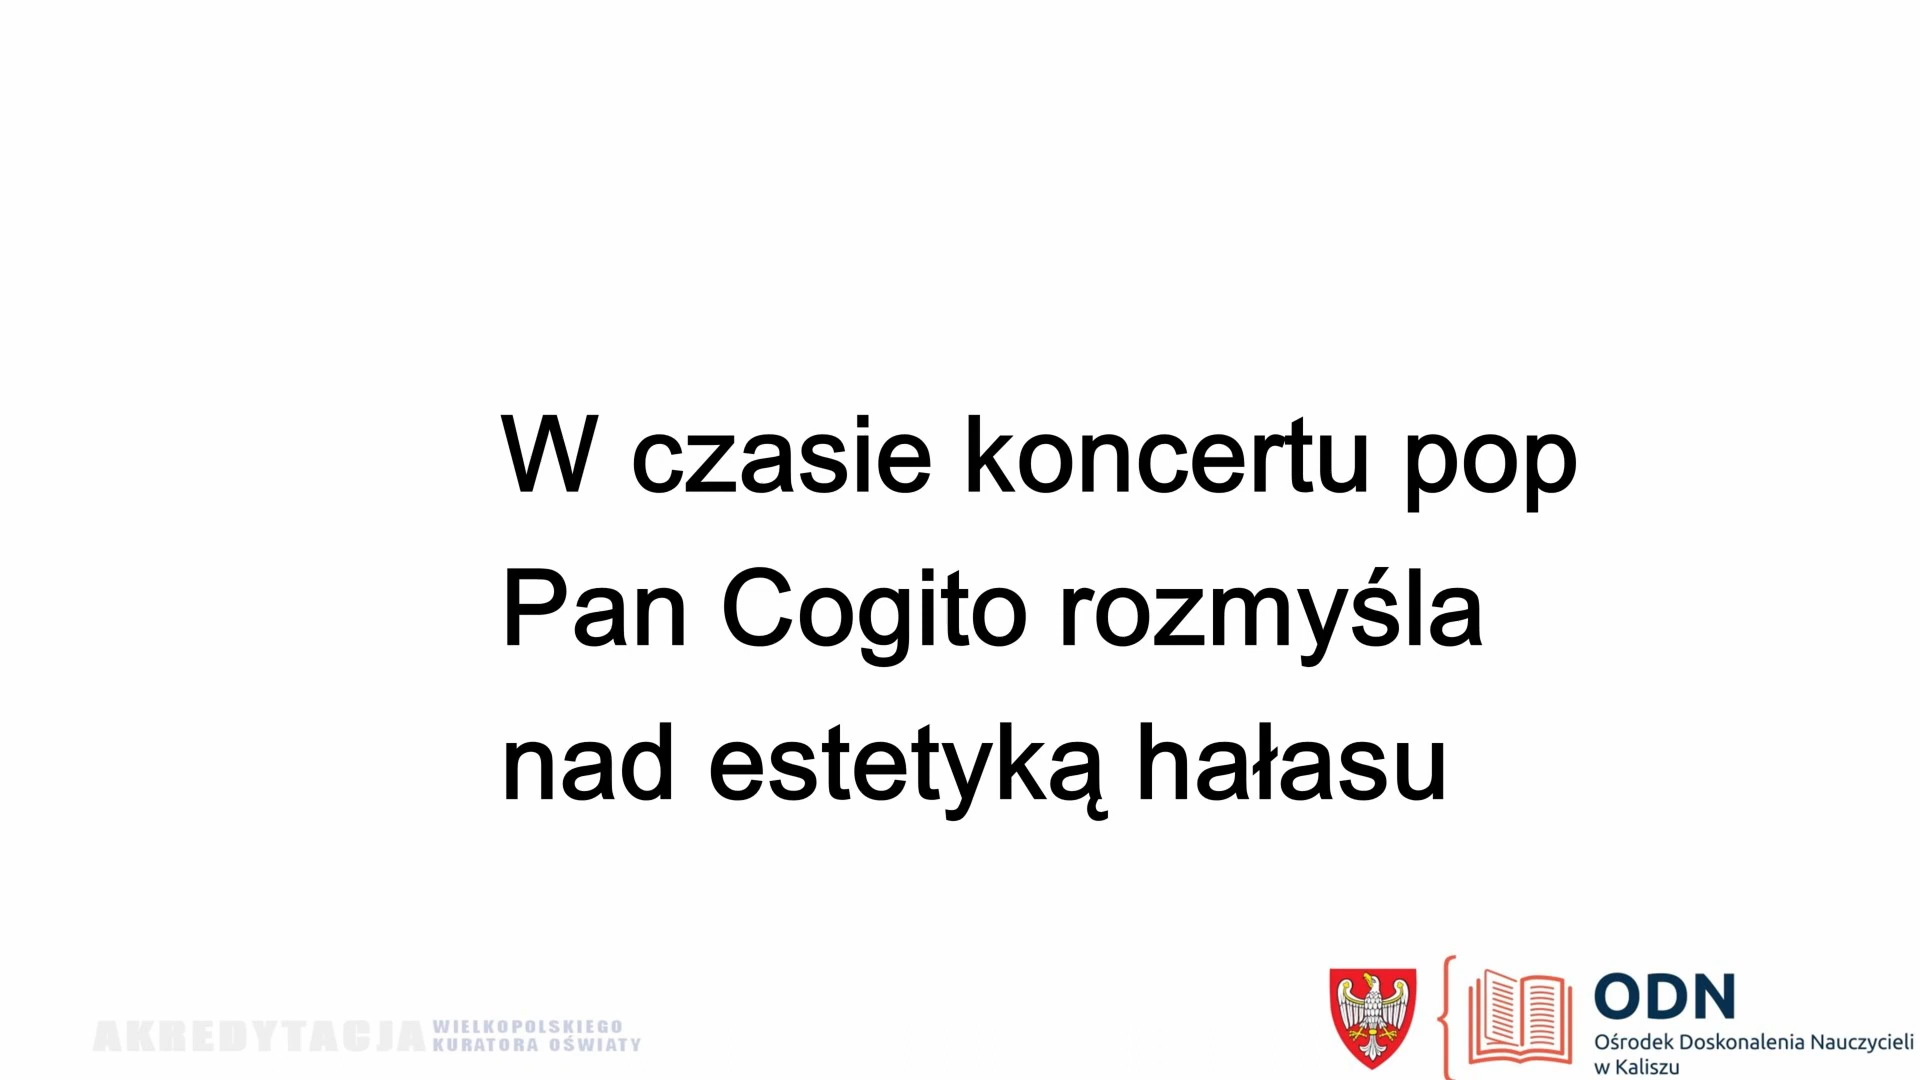 W czasie koncertu pop
Pan Cogito rozmyśla
nad estetyką hałasu
AKREDYTACJA WIELKOPOLSKIEGO
KURATORA OŚWIATY
ODN
Ośrodek Doskonalenia Nauczycieli
w Kaliszu